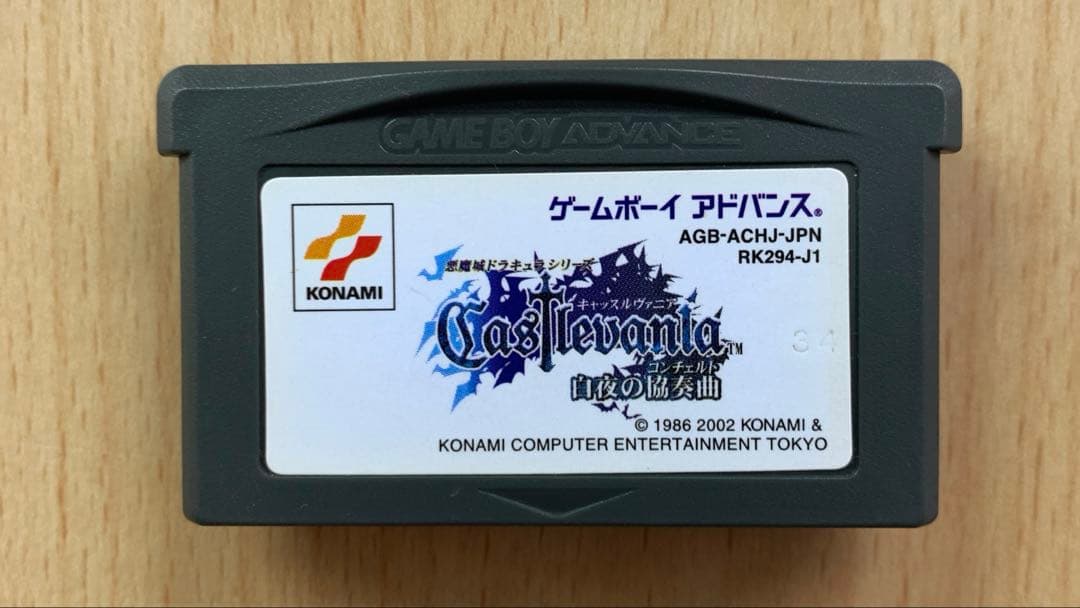 GAME BOY ADVANCE
KONAMI
ゲームボーイ アドバンス®
AGB-ACHJ-JPN
RK294-J1
悪魔城ドラキュラシリーズ
キャッスルヴァニア
Castlevania™
コンチェルト
白夜の協奏曲
34
© 1986 2002 KONAMI &
KONAMI COMPUTER ENTERTAINMENT TOKYO